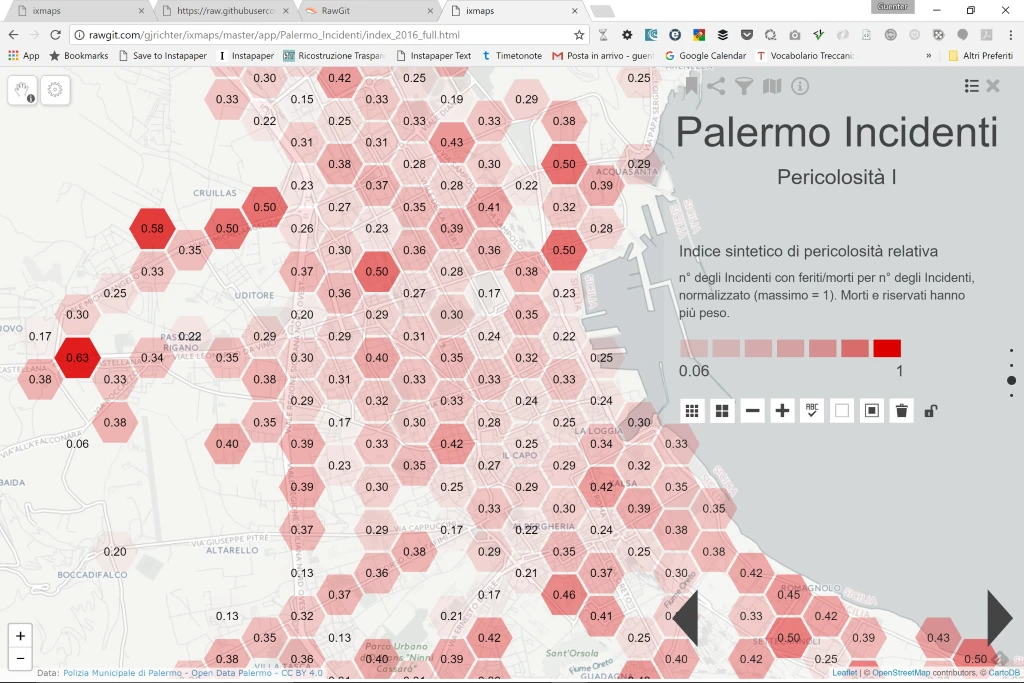 ixmaps
https://raw.githubuserco
RawGit
ixmaps
Guenter
rawgit.com/gjrichter/ixmaps/master/app/Palermo_Incidenti/index_2016_full.html
App
Bookmarks
Save to Instapaper
Instapaper
Ricostruzione Traspar
Instapaper Text
Timetonote
Posta in arrivo - guent
Google Calendar
Vocabolario Treccani:
»
Altri Preferiti
Palermo Incidenti
Pericolosità I
Indice sintetico di pericolosità relativa
n° degli Incidenti con feriti/morti per n° degli Incidenti,
normalizzato (massimo = 1). Morti e riservati hanno
più peso.
0.06 1
ABC
0.30 0.42 0.25 0.25
0.33 0.15 0.33 0.19 0.29
0.22 0.25 0.33 0.33 0.38
0.31 0.31 0.43
0.38 0.28 0.30 0.50 0.29
ACQUASANTA
0.23 0.37 0.28 0.22 0.39
CRUILLAS
0.50 0.27 0.35 0.41 0.32
0.58 0.50 0.26 0.23 0.39 0.28
0.35 0.30 0.36 0.36 0.50
0.33 0.37 0.50 0.28 0.38
0.25 0.36 0.27 0.17 0.23
UDITORE
0.30 0.20 0.29 0.30 0.35
0.17 0.22 0.29 0.29 0.31 0.24 0.22
RIGANO
0.63 0.34 0.35 0.30 0.40 0.35 0.32 0.25
0.38 0.33 0.38 0.31 0.33 0.33 0.33
0.29 0.32 0.24 0.24
0.38 0.35 0.17 0.30 0.28 0.25 0.30
LA LOGGIA
0.06 0.40 0.39 0.33 0.42 0.25 0.34 0.33
IL CAPO
0.23 0.35 0.27 0.29 0.32
0.39 0.30 0.25 0.42 0.35
0.33 0.30 0.39 0.35
0.37 0.29 0.17 0.22 0.24 0.38
VIA GIUSEPPE PITRÈ
ALTARELLO
0.20 0.38 0.29 0.35 0.25 0.38
BOCCADIFALCO
0.13 0.36 0.21 0.37 0.30 0.42
0.37 0.17 0.46 0.45
ROMAGNOLO
0.13 0.32 0.21 0.41 0.33 0.42
0.35 0.13 0.42 0.25 0.50 0.39 0.43
0.38 0.36 0.40 0.39 0.40 0.42 0.25 0.50
Parco Urbano
Sant'Orsola
Fiume Oreto
Fiume Oreto
+
−
Data: Polizia Municipale di Palermo - Open Data Palermo - CC BY 4.0
Leaflet | © OpenStreetMap contributors, © CartoDB